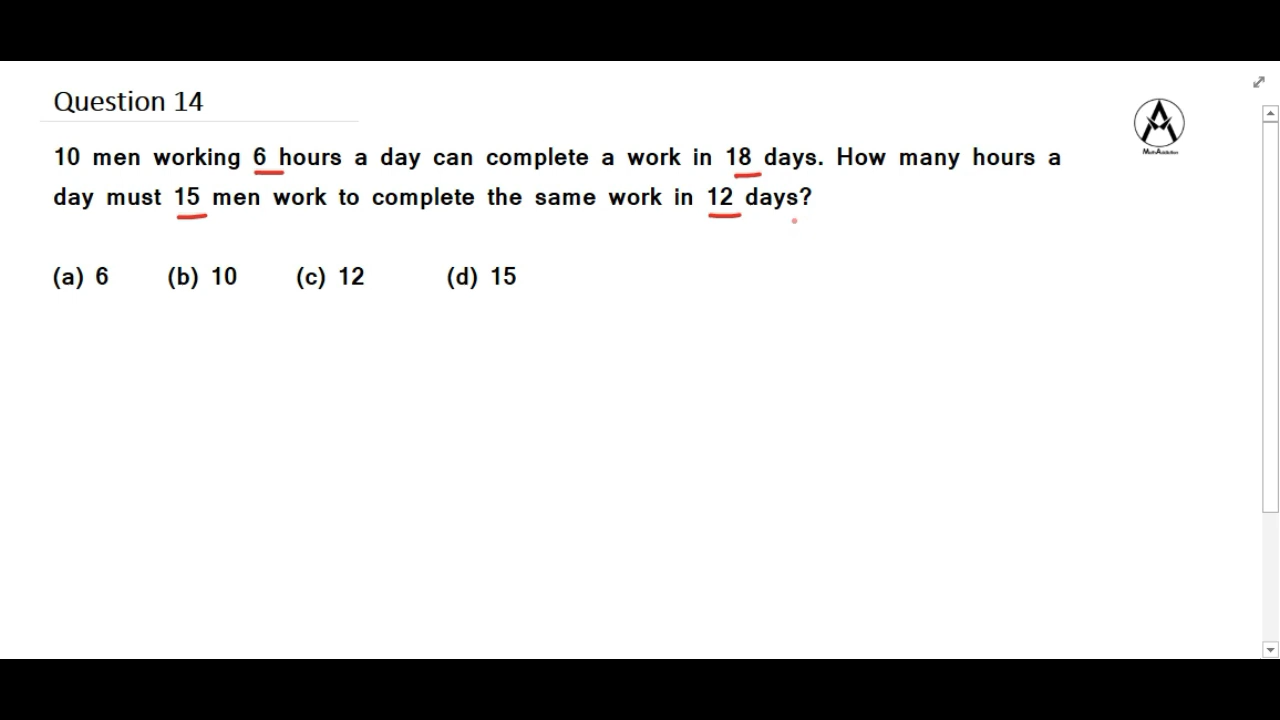 Question 14
10 men working 6 hours a day can complete a work in 18 days. How many hours a
day must 15 men work to complete the same work in 12 days?
(a) 6 (b) 10 (c) 12 (d) 15
MathAddiction